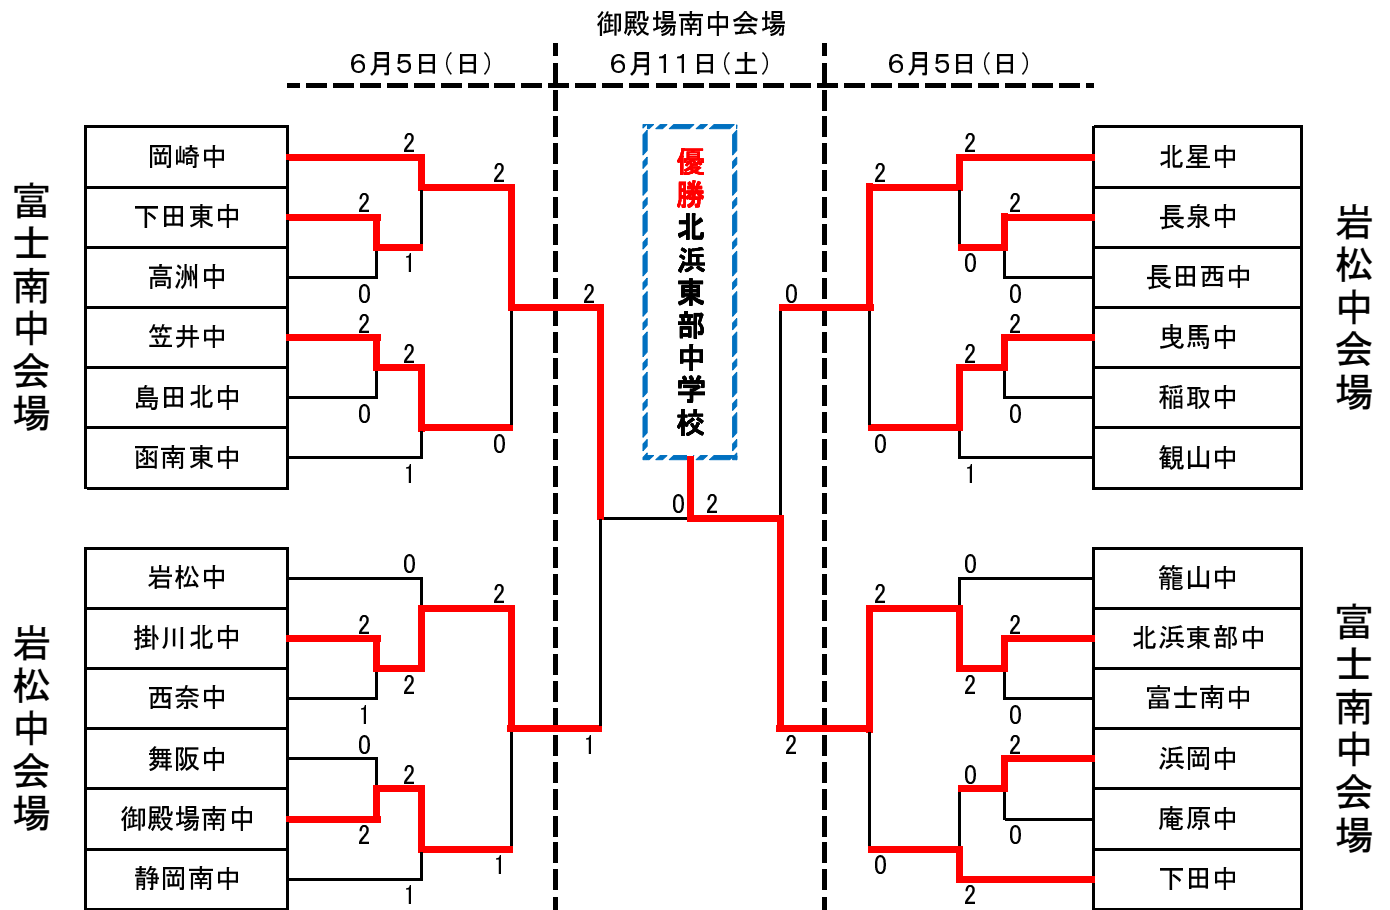 御殿場南中会場
6月5日(日)
6月11日(土)
6月5日(日)
富士南中会場
岡崎中
2
2
下田東中
2
1
高洲中
0
笠井中
2
2
島田北中
0
0
函南東中
1
2
岩松中会場
岩松中
0
2
掛川北中
2
2
西奈中
1
舞阪中
0
2
御殿場南中
2
1
静岡南中
1
1
優勝北浜東部中学校
0
2
岩松中会場
北星中
2
2
長泉中
2
0
長田西中
0
曳馬中
2
2
稲取中
0
0
観山中
1
0
富士南中会場
籠山中
0
2
北浜東部中
2
2
富士南中
0
浜岡中
2
0
庵原中
0
0
下田中
2
2